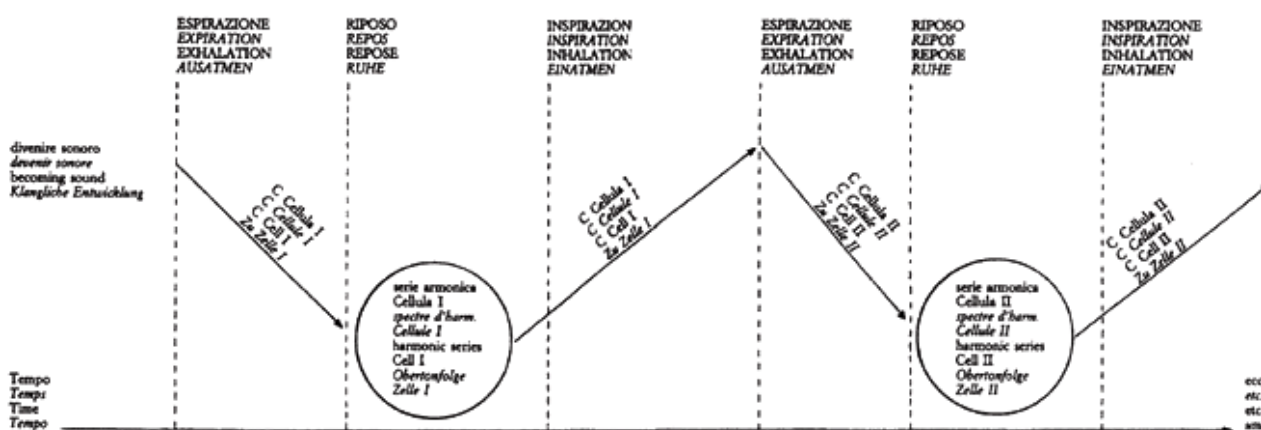 ESPIRAZIONE
EXPIRATION
EXHALATION
AUSATMEN
RIPOSO
REPOS
REPOSE
RUHE
INSPIRAZION
INSPIRATION
INHALATION
EINATMEN
ESPIRAZIONE
EXPIRATION
EXHALATION
AUSATMEN
RIPOSO
REPOS
REPOSE
RUHE
INSPIRAZIONE
INSPIRATION
INHALATION
EINATMEN
divenire sonoro
devenir sonore
becoming sound
Klangliche Entwicklung
Cellula I
Cellule I
Cell I
Zu Zelle I
serie armonica
Cellula I
spectre d'harm.
Cellule I
harmonic series
Cell I
Obertonfolge
Zelle I
Cellula I
Cellule I
Cell I
Zu Zelle I
Cellula II
Cellule II
Cell II
Zu Zelle II
serie armonica
Cellula II
spectre d'harm.
Cellule II
harmonic series
Cell II
Obertonfolge
Zelle II
Cellula II
Cellule II
Cell II
Zu Zelle II
Tempo
Temps
Time
Tempo